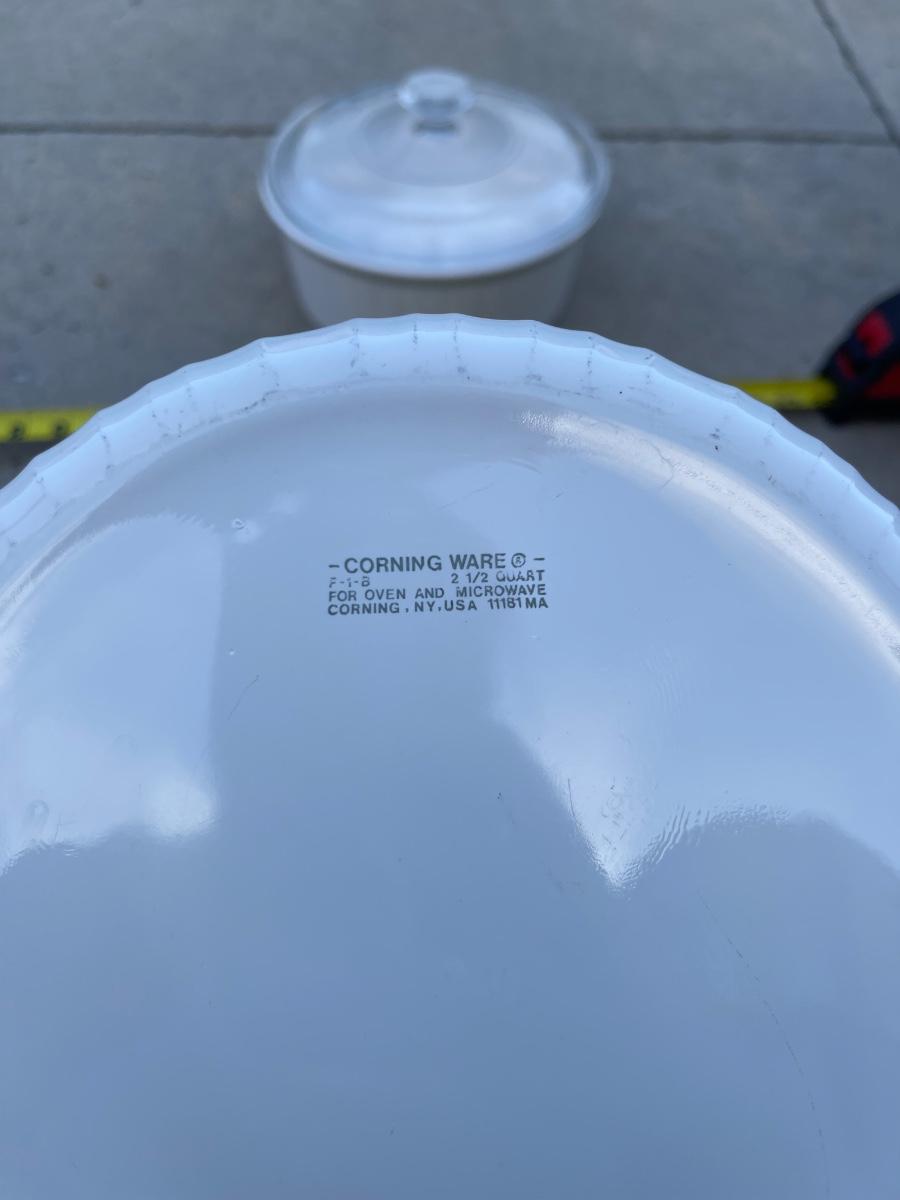 -CORNING WARE®-
F-1-B 2 1/2 QUART
FOR OVEN AND MICROWAVE
CORNING, NY, USA 11181MA